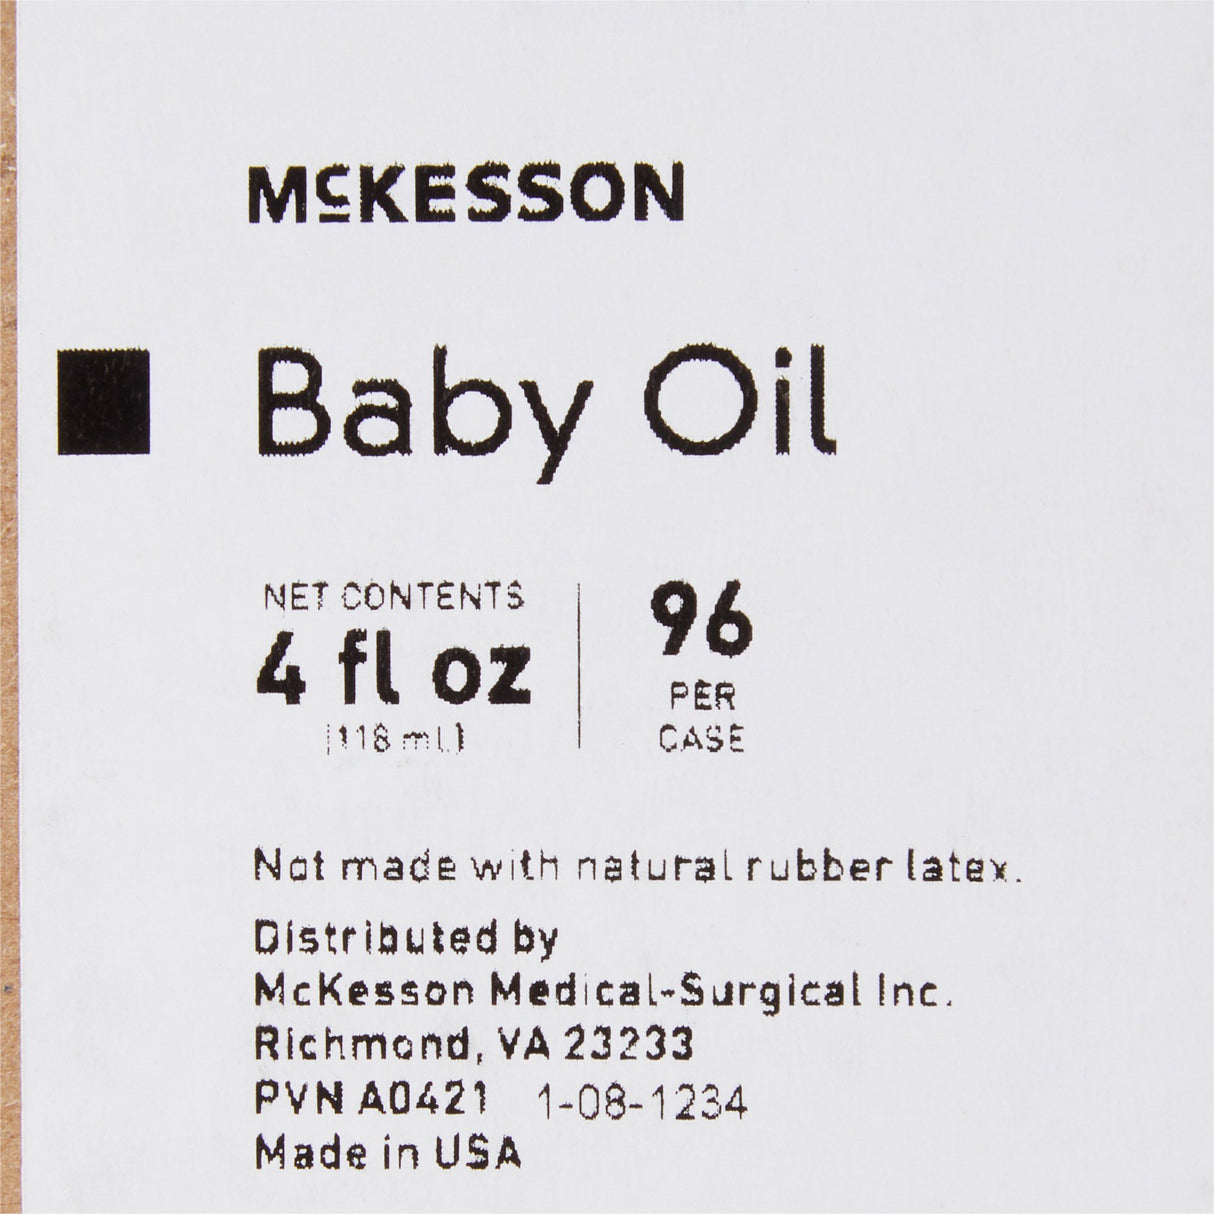 McKESSON
Baby Oil
NET CONTENTS
4 fl oz
(118 mL)
96
PER
CASE
Not made with natural rubber latex.
Distributed by
McKesson Medical-Surgical Inc.
Richmond, VA 23233
PVN A0421 1-08-1234
Made in USA